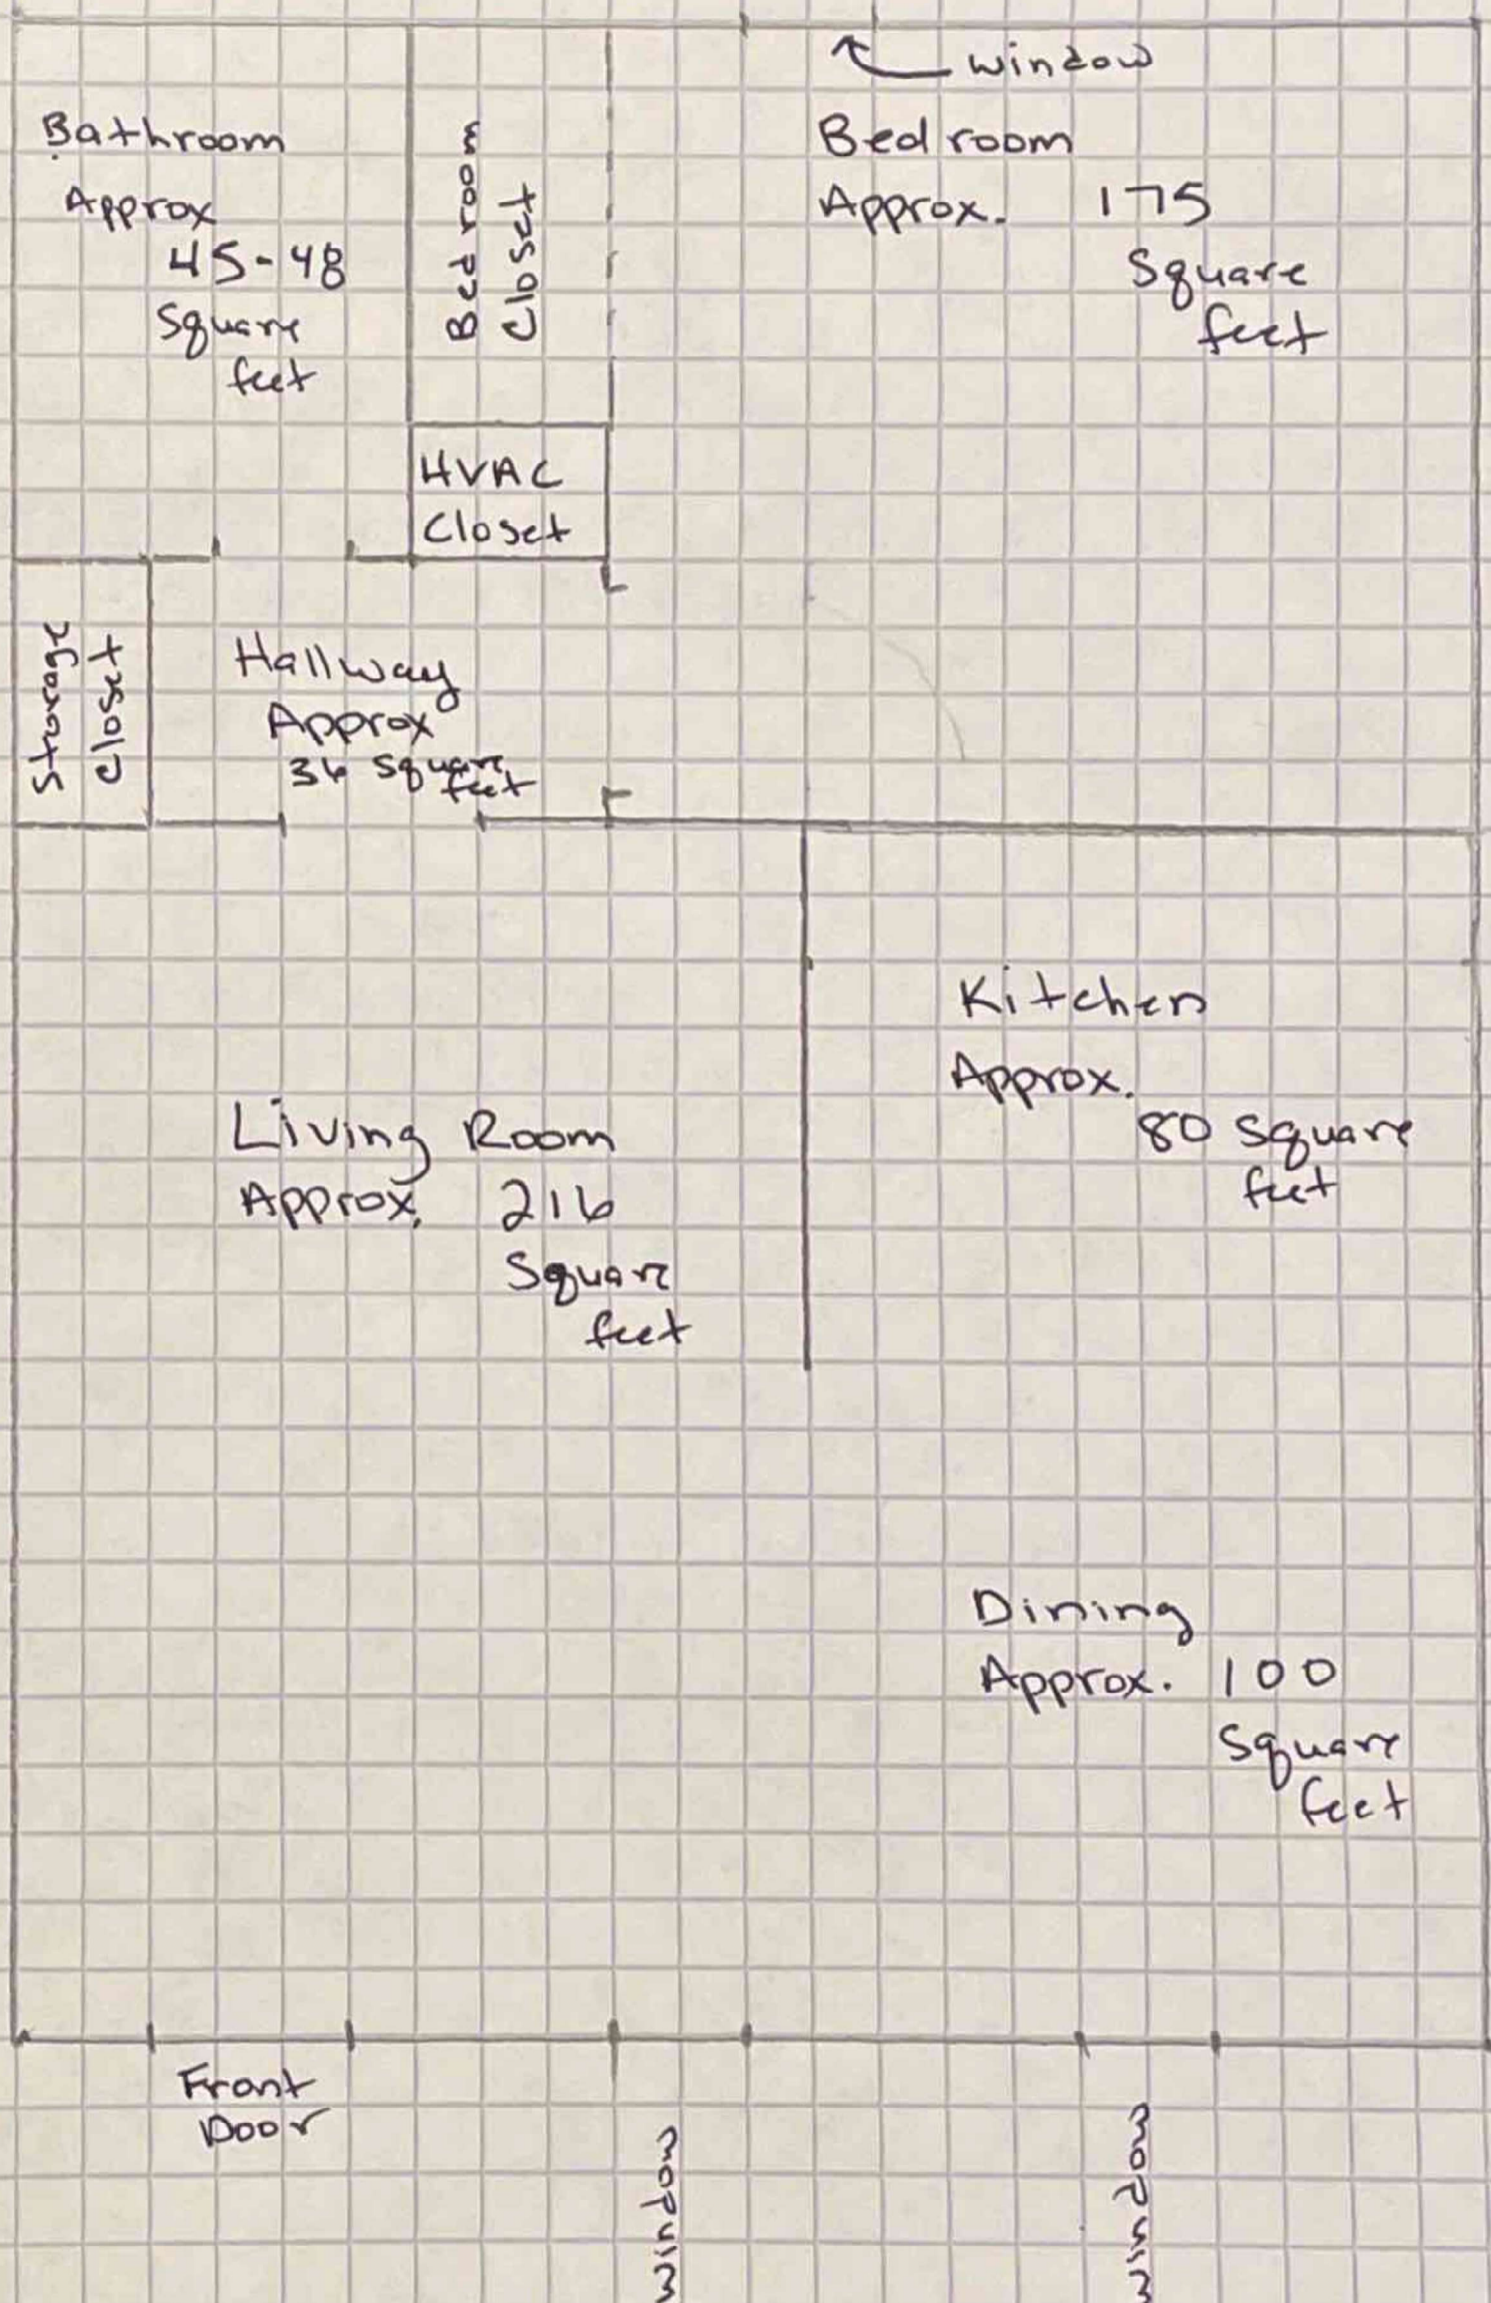 window
Bathroom
Approx
45-48
Square
feet
Bedroom
Closet
Bedroom
Approx. 175
Square
feet
HVAC
Closet
Storage
Closet
Hallway
Approx
36 Square
feet
Kitchen
Approx.
80 Square
feet
Living Room
Approx. 216
Square
feet
Dining
Approx. 100
Square
feet
Front
Door
window
window